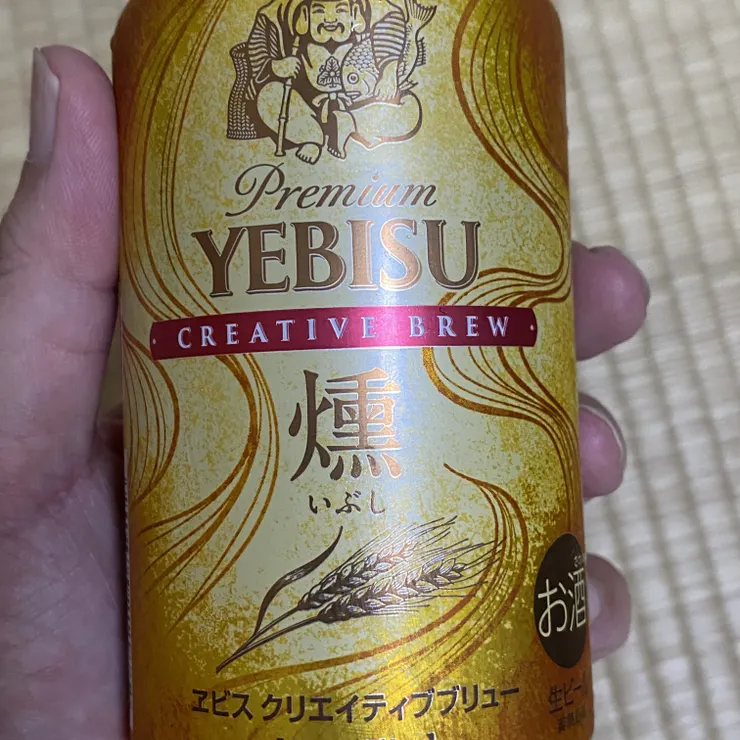 Premium
YEBISU
・CREATIVE BREW・
燻
いぶし
お酒
ヱビス クリエイティブブリュー
生ビール